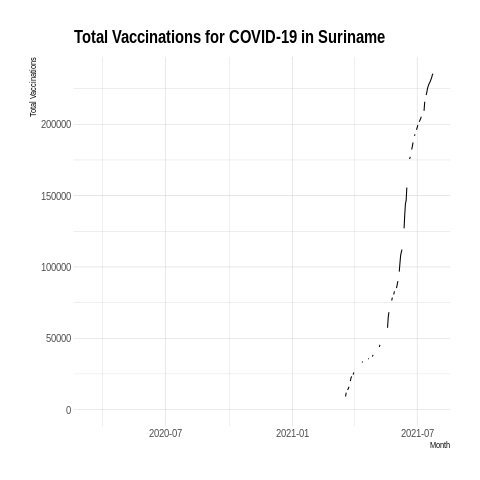 Total Vaccinations for COVID-19 in Suriname
Total Vaccinations
200000
150000
100000
50000
0
2020-07
2021-01
2021-07
Month